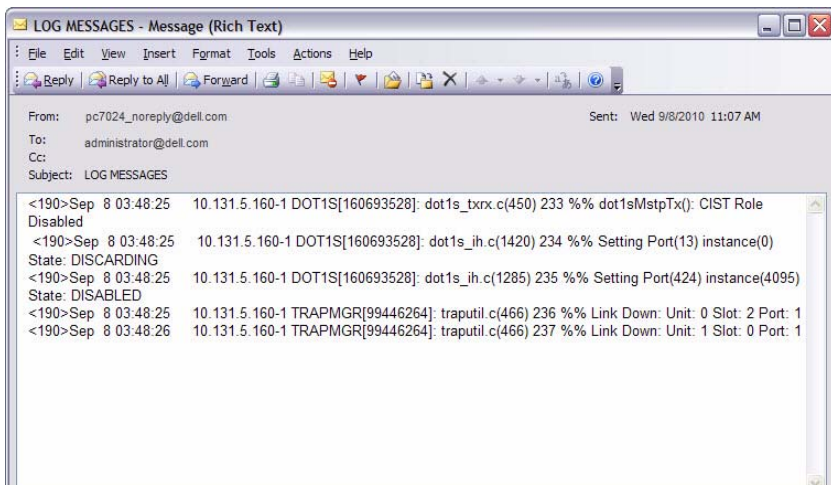 LOG MESSAGES - Message (Rich Text)
File Edit View Insert Format Tools Actions Help
Reply Reply to All Forward
From: pc7024_noreply@dell.com Sent: Wed 9/8/2010 11:07 AM
To: administrator@dell.com
Cc:
Subject: LOG MESSAGES
<190>Sep 8 03:48:25 10.131.5.160-1 DOT1S[160693528]: dot1s_txrx.c(450) 233 %% dot1sMstpTx(): CIST Role
Disabled
<190>Sep 8 03:48:25 10.131.5.160-1 DOT1S[160693528]: dot1s_ih.c(1420) 234 %% Setting Port(13) instance(0)
State: DISCARDING
<190>Sep 8 03:48:25 10.131.5.160-1 DOT1S[160693528]: dot1s_ih.c(1285) 235 %% Setting Port(424) instance(4095)
State: DISABLED
<190>Sep 8 03:48:25 10.131.5.160-1 TRAPMGR[99446264]: traputil.c(466) 236 %% Link Down: Unit: 0 Slot: 2 Port: 1
<190>Sep 8 03:48:26 10.131.5.160-1 TRAPMGR[99446264]: traputil.c(466) 237 %% Link Down: Unit: 1 Slot: 0 Port: 1